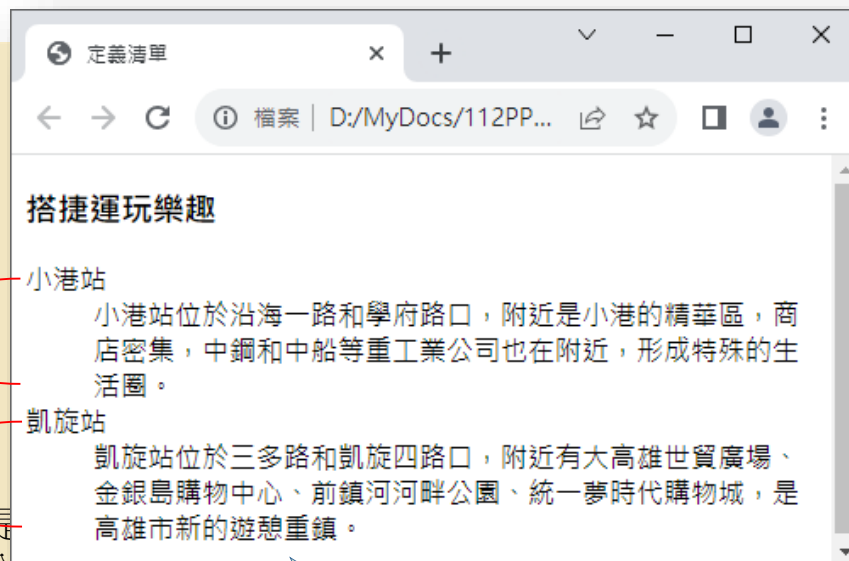 定義清單
檔案 | D:/MyDocs/112PP...
搭捷運玩樂趣
小港站
小港站位於沿海一路和學府路口，附近是小港的精華區，商
店密集，中鋼和中船等重工業公司也在附近，形成特殊的生
活圈。
凱旋站
凱旋站位於三多路和凱旋四路口，附近有大高雄世貿廣場、
金銀島購物中心、前鎮河河畔公園、統一夢時代購物城，是
高雄市新的遊憩重鎮。